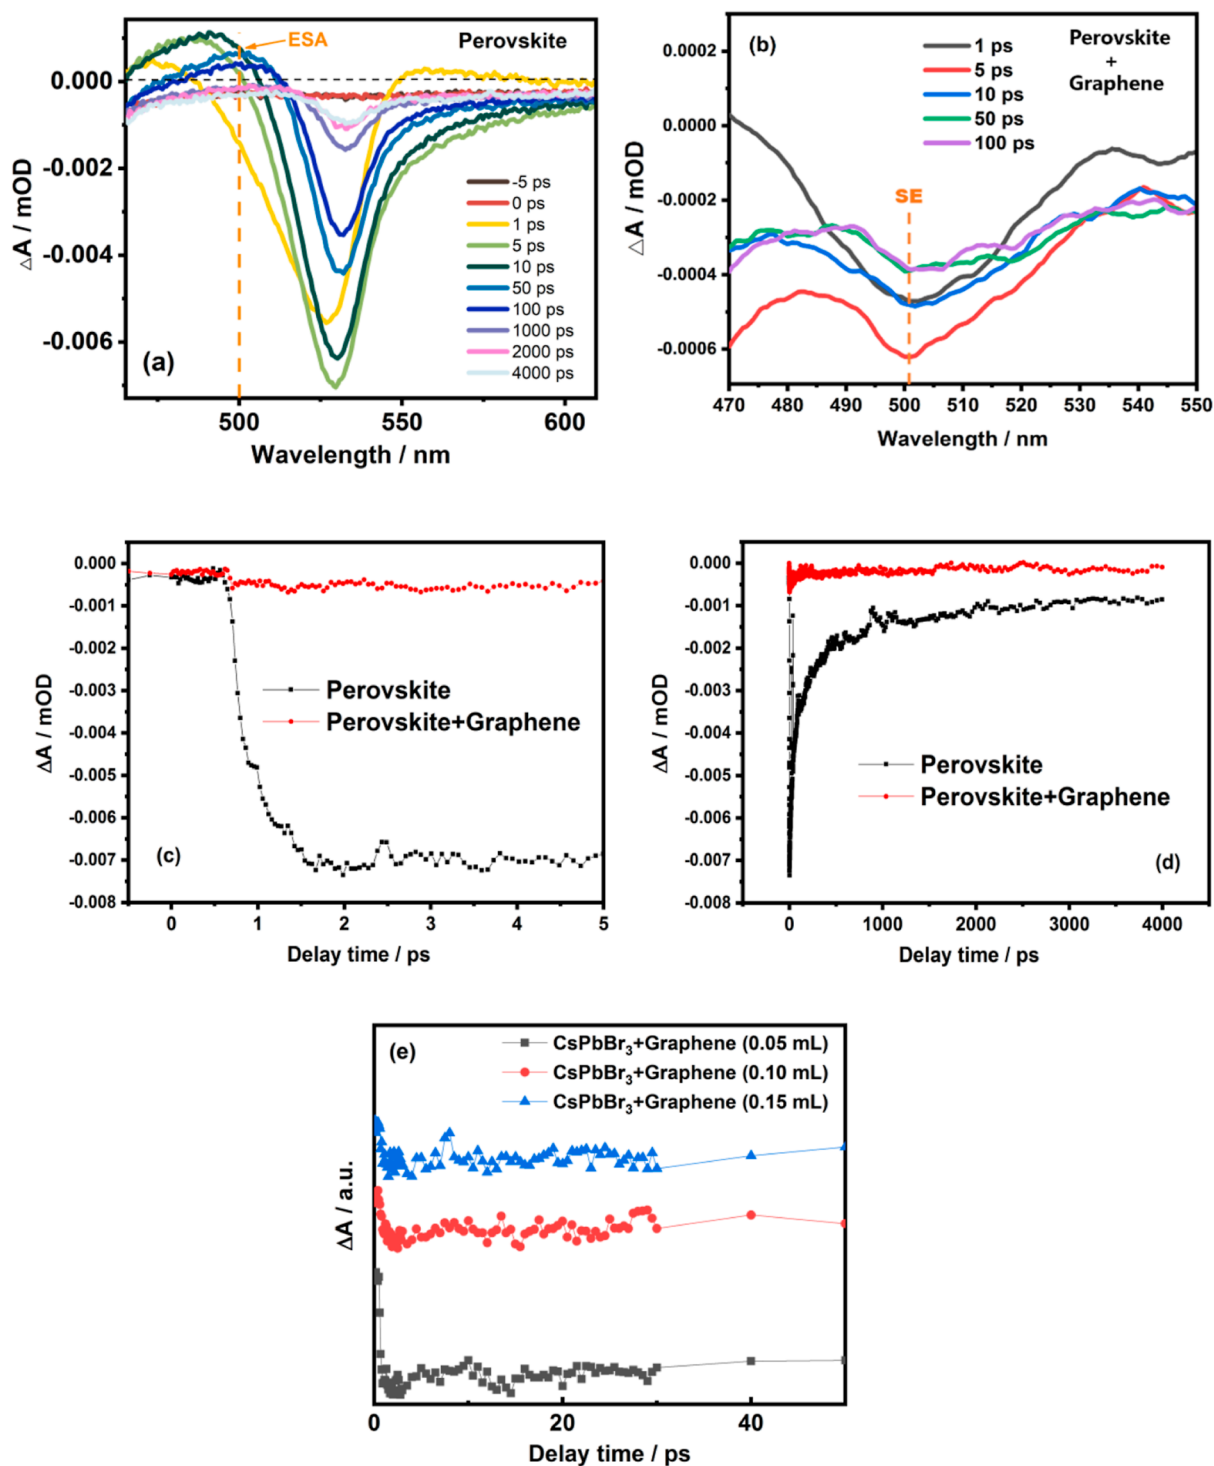 ESA
Perovskite
0.000
-0.002
-0.004
-0.006
ΔA / mOD
-5 ps
0 ps
1 ps
5 ps
10 ps
50 ps
100 ps
1000 ps
2000 ps
4000 ps
(a)
500
550
600
Wavelength / nm
(b)
1 ps
5 ps
10 ps
50 ps
100 ps
Perovskite
+
Graphene
0.0002
0.0000
-0.0002
-0.0004
-0.0006
△A / mOD
SE
470 480 490 500 510 520 530 540 550
Wavelength / nm
0.000
-0.001
-0.002
-0.003
-0.004
-0.005
-0.006
-0.007
-0.008
ΔA / mOD
Perovskite
Perovskite+Graphene
(c)
0 1 2 3 4 5
Delay time / ps
0.000
-0.001
-0.002
-0.003
-0.004
-0.005
-0.006
-0.007
-0.008
ΔA / mOD
Perovskite
Perovskite+Graphene
(d)
0 1000 2000 3000 4000
Delay time / ps
(e)
CsPbBr₃+Graphene (0.05 mL)
CsPbBr₃+Graphene (0.10 mL)
CsPbBr₃+Graphene (0.15 mL)
ΔA / a.u.
0 20 40
Delay time / ps